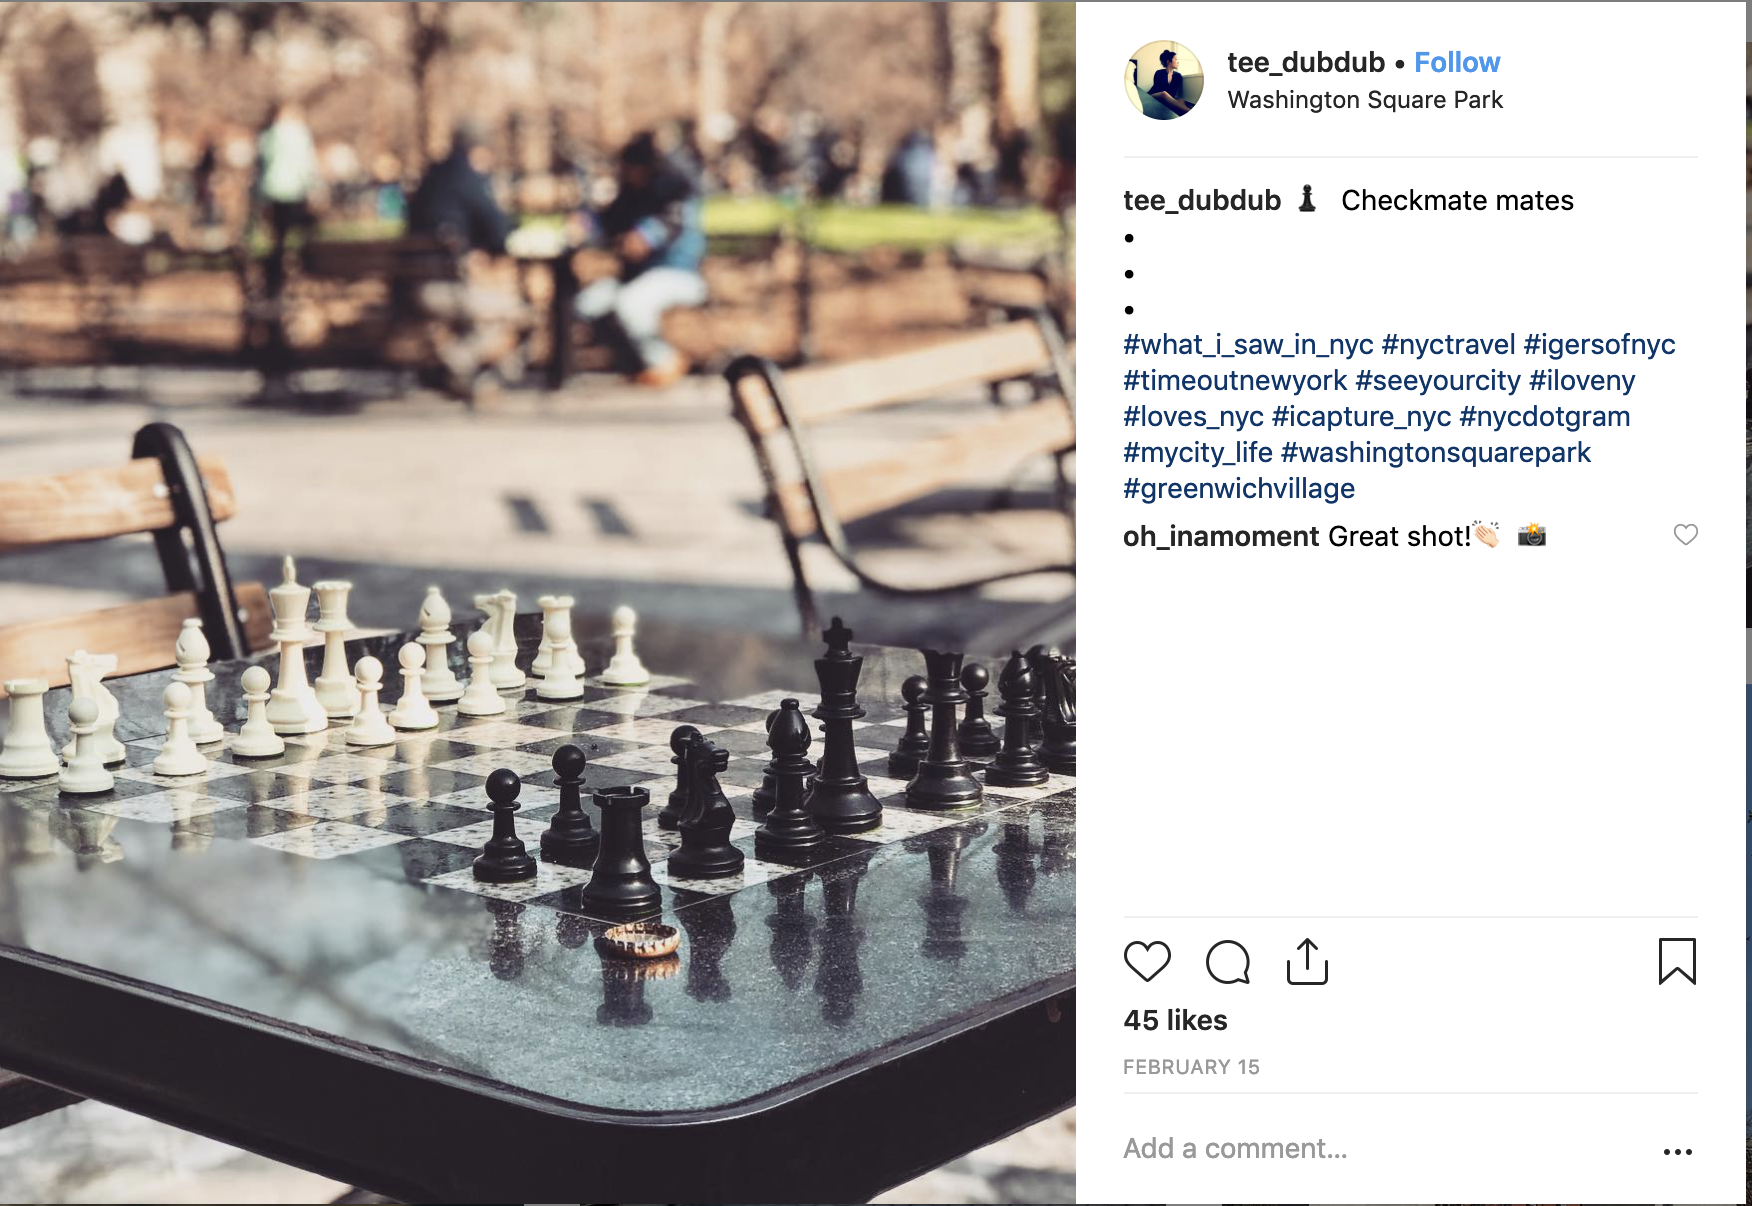 tee_dubdub • Follow
Washington Square Park
tee_dubdub ♟ Checkmate mates
•
•
•
#what_i_saw_in_nyc #nyctravel #igersofnyc
#timeoutnewyork #seeyourcity #iloveny
#loves_nyc #icapture_nyc #nycdotgram
#mycity_life #washingtonsquarepark
#greenwichvillage
oh_inamoment Great shot!👏🏻 📸
45 likes
FEBRUARY 15
Add a comment...